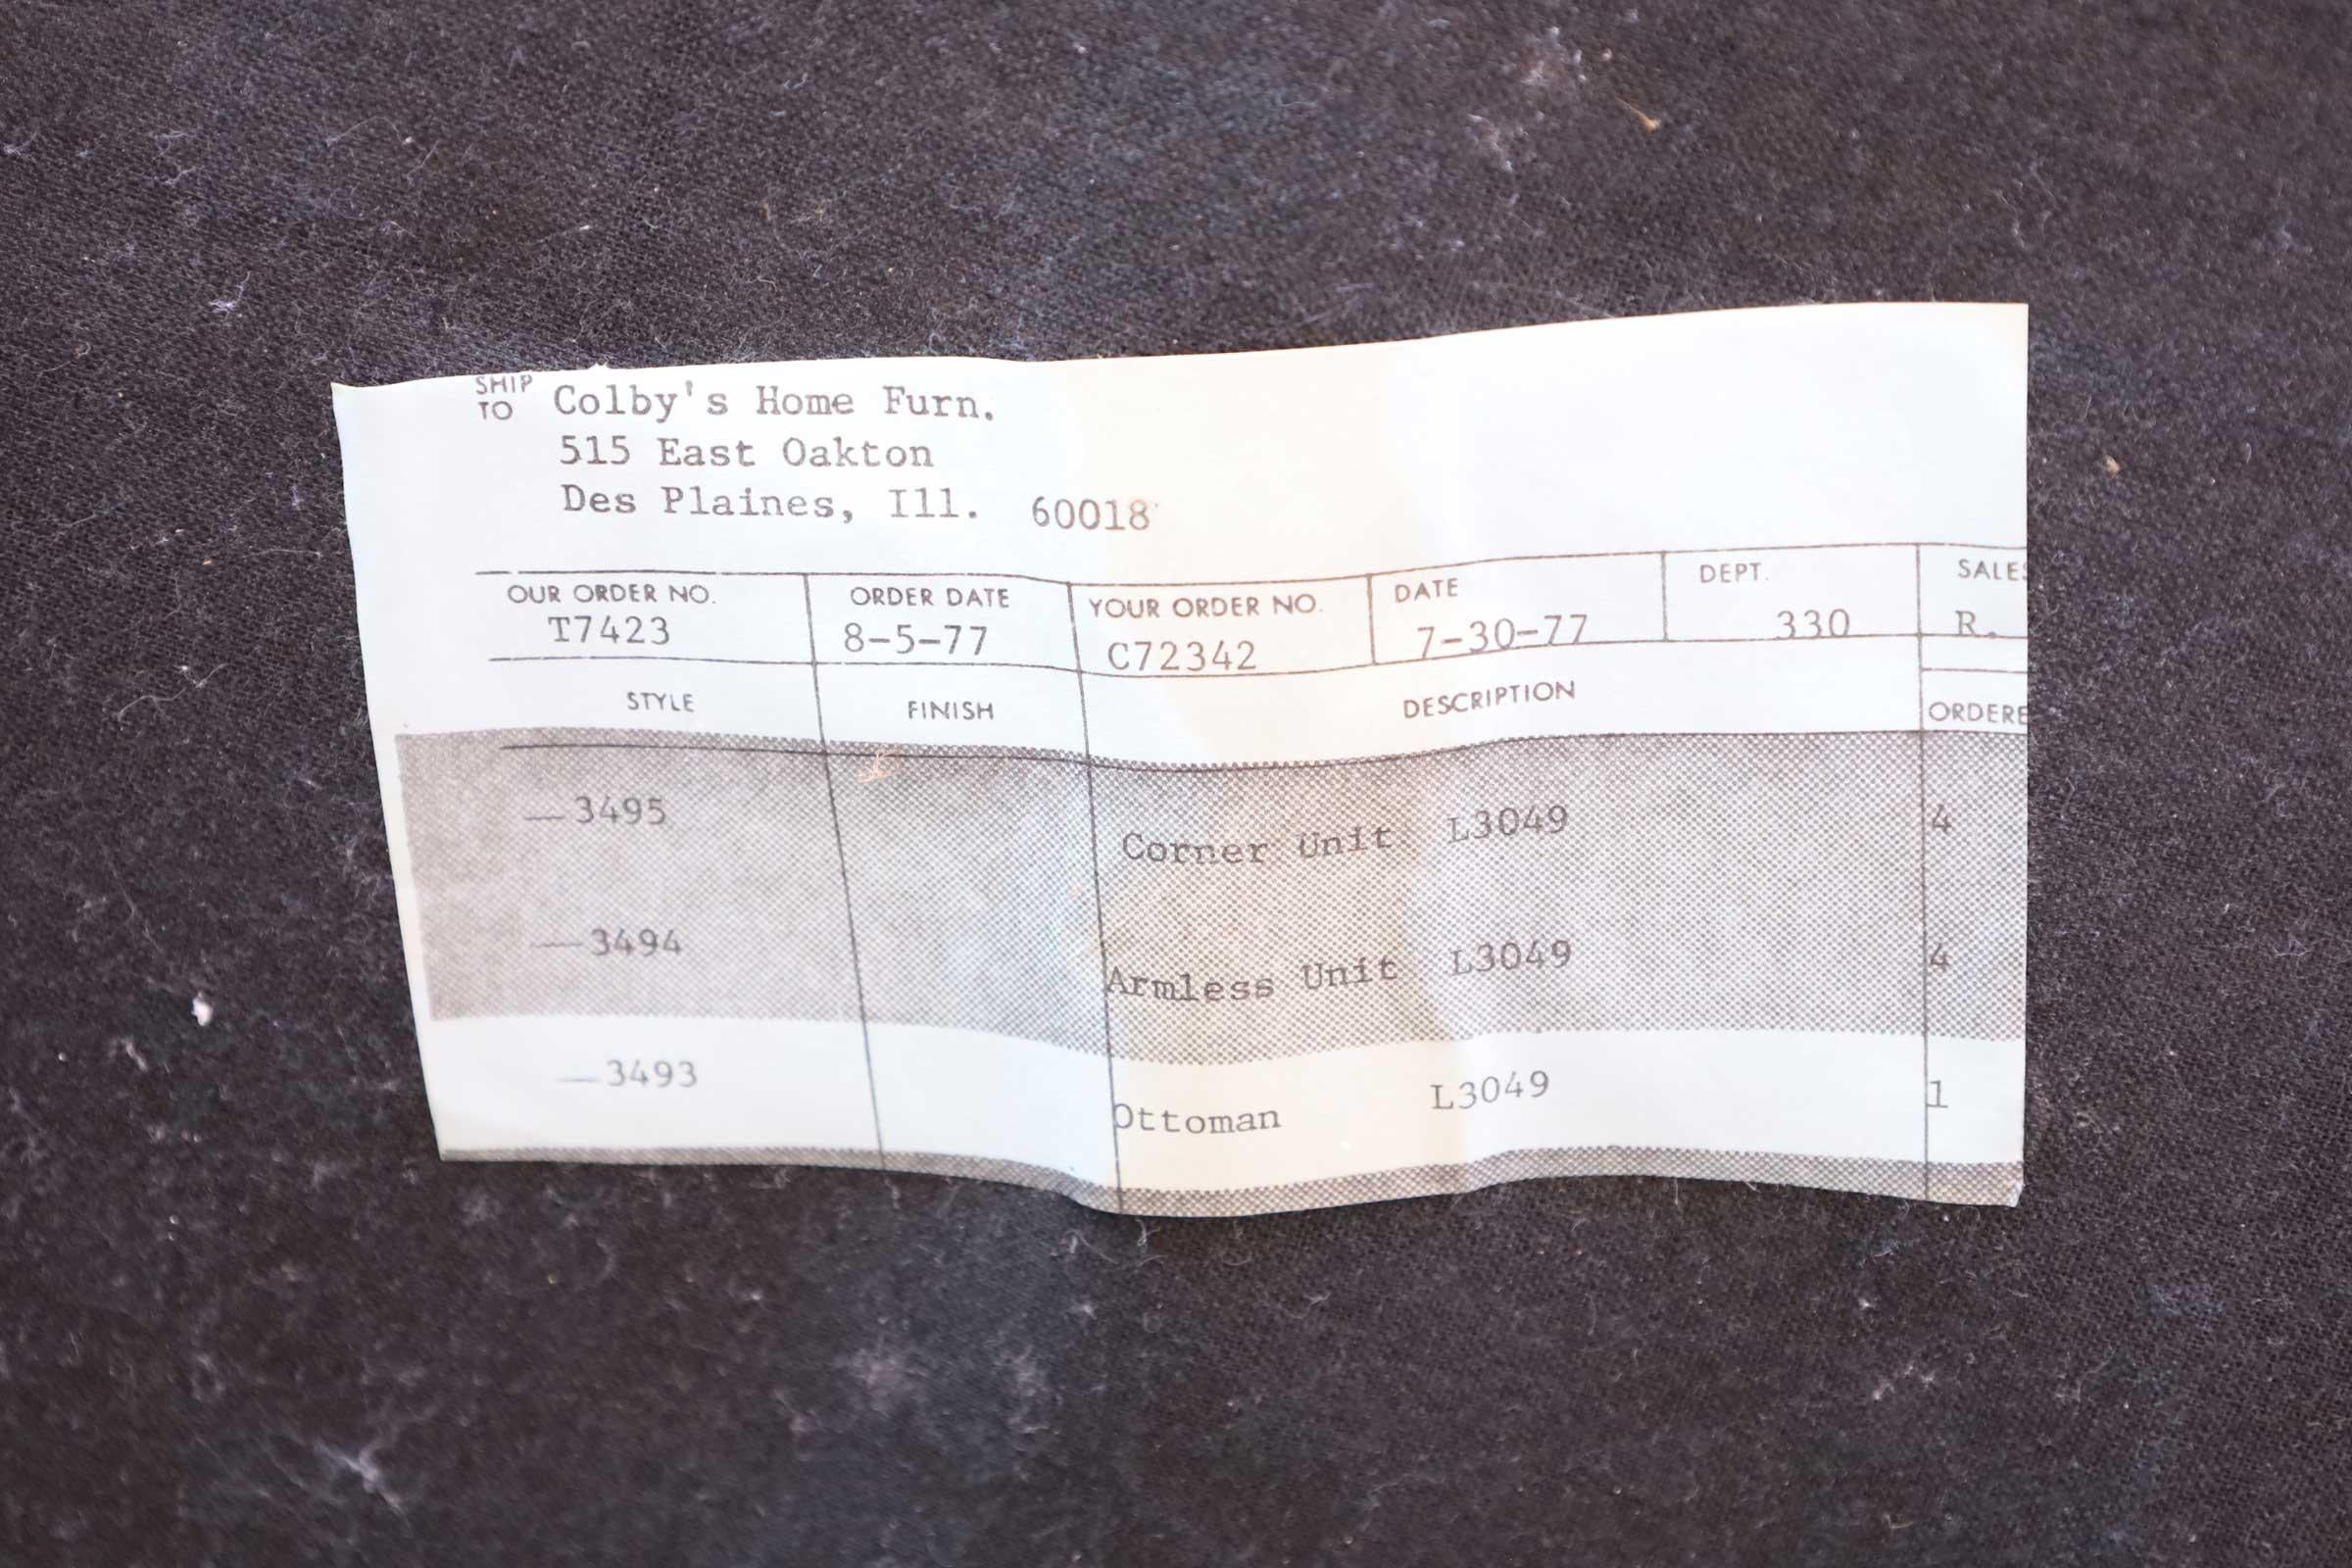 SHIP
TO
Colby's Home Furn.
515 East Oakton
Des Plaines, Ill. 60018
OUR ORDER NO. ORDER DATE YOUR ORDER NO. DATE DEPT. SALES
T7423 8-5-77 C72342 7-30-77 330 R.
STYLE FINISH DESCRIPTION ORDERE
—3495 Corner Unit L3049 4
—3494 Armless Unit L3049 4
—3493 Ottoman L3049 1